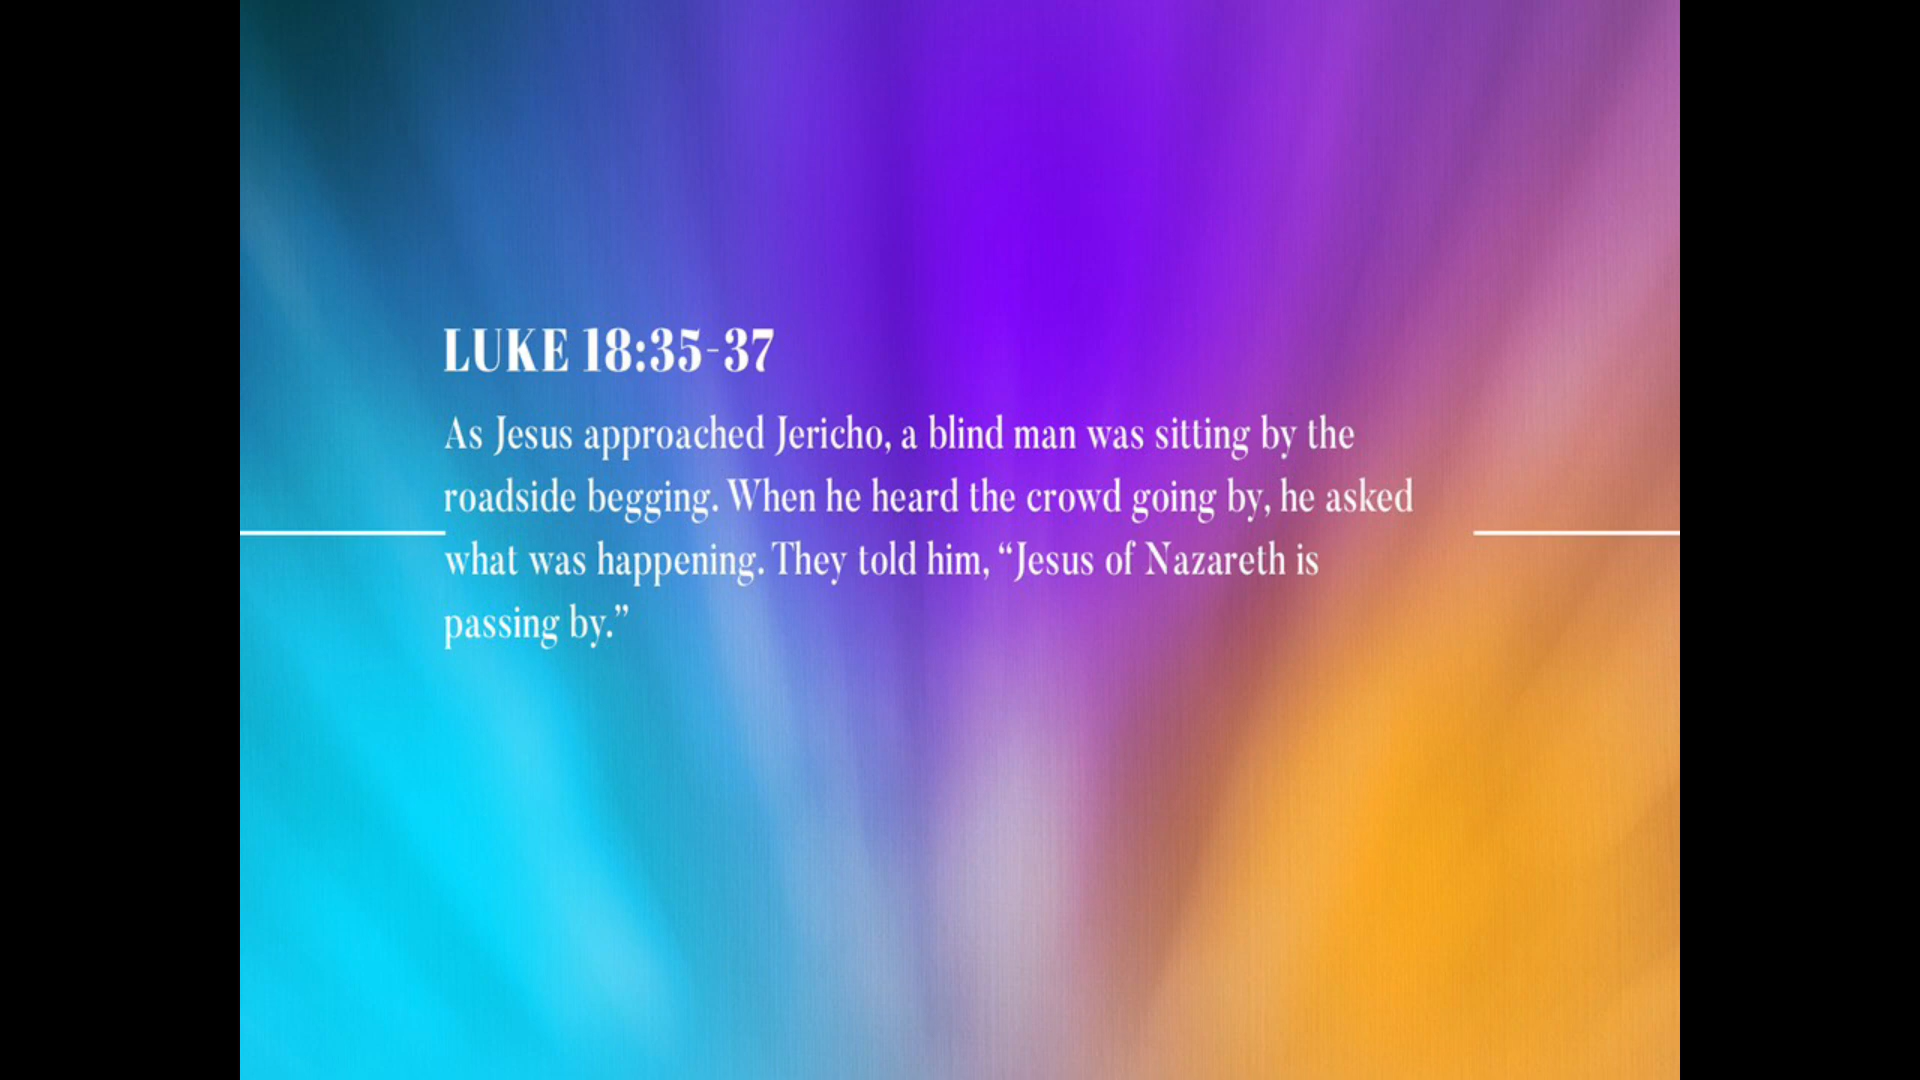 LUKE 18:35-37
As Jesus approached Jericho, a blind man was sitting by the
roadside begging. When he heard the crowd going by, he asked
what was happening. They told him, “Jesus of Nazareth is
passing by.”